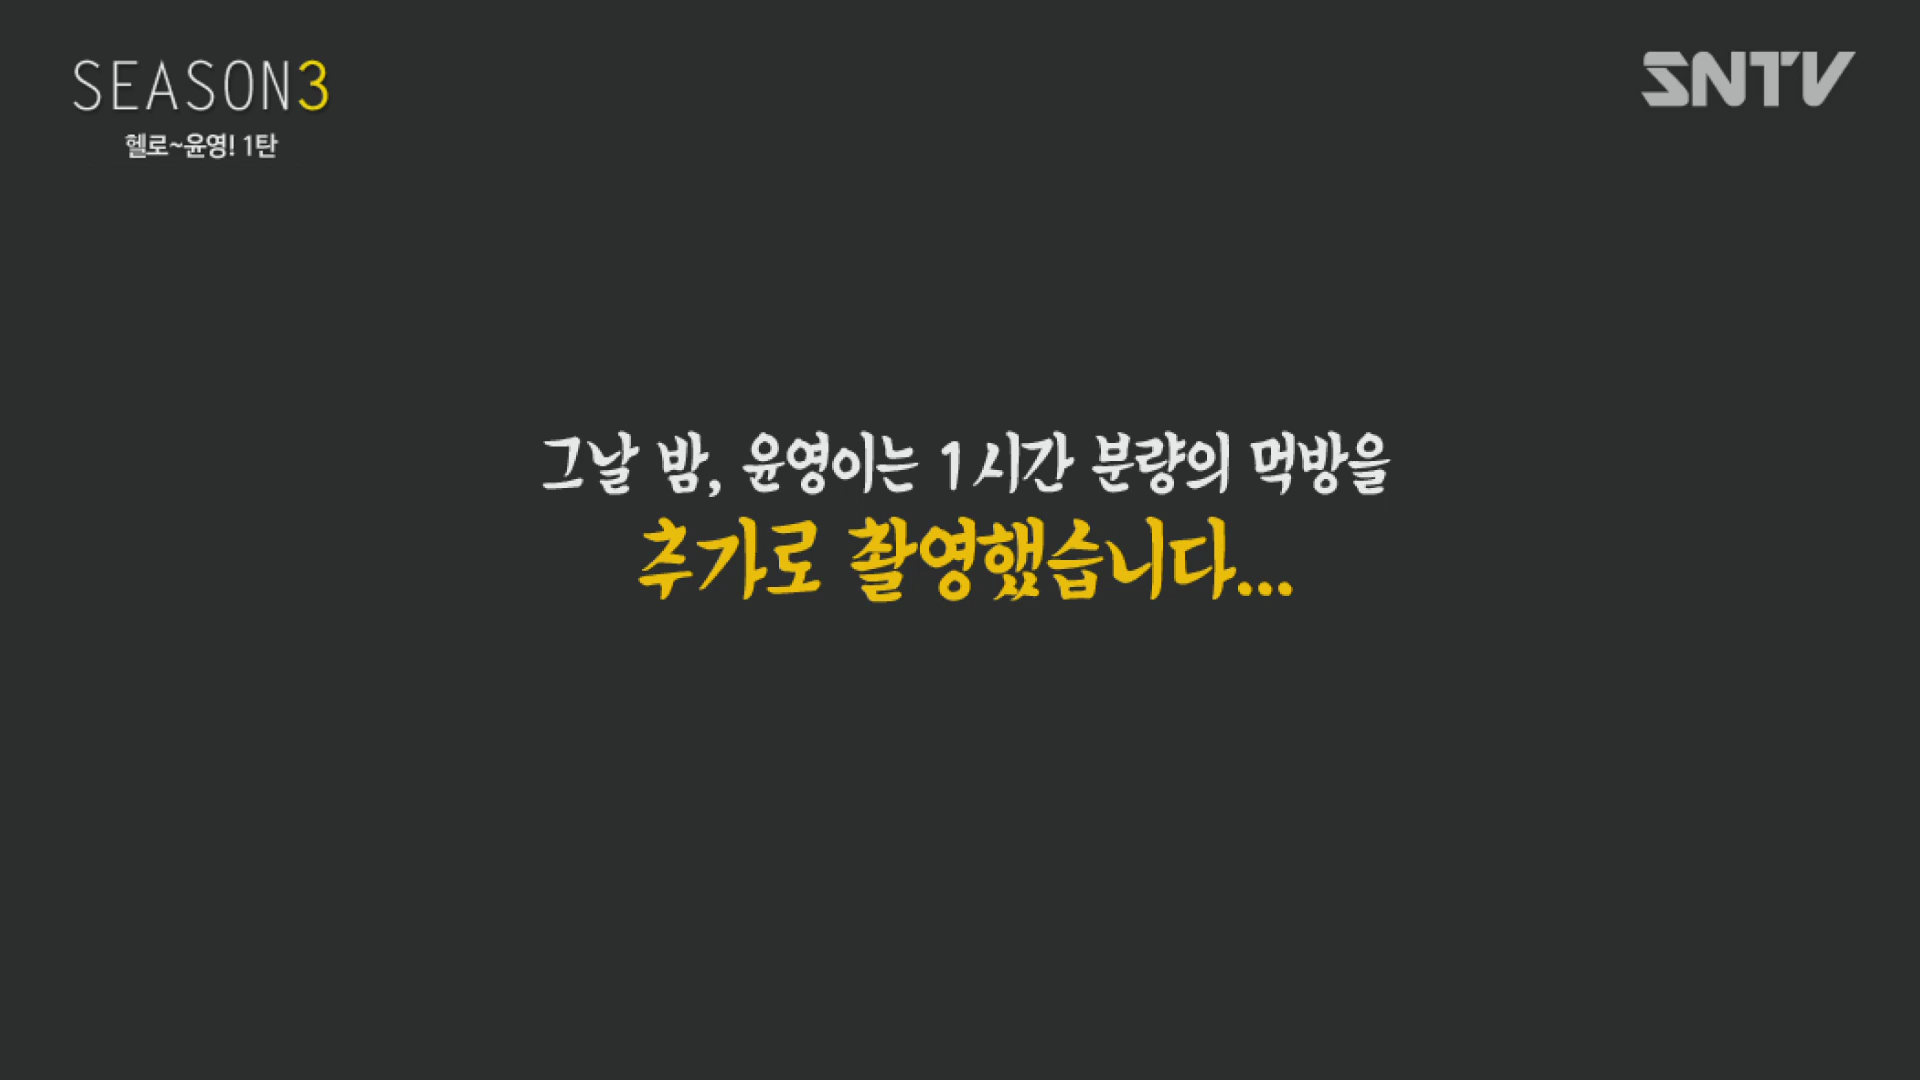 SEASON3
헬로~윤영! 1탄
SNTV
그날 밤, 윤영이는 1시간 분량의 먹방을
추가로 촬영했습니다...